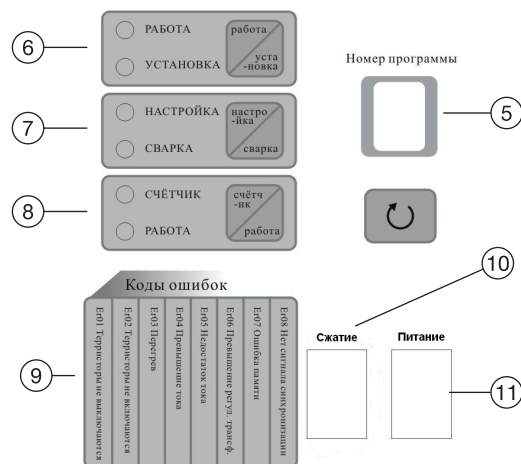 6
РАБОТА
УСТАНОВКА
работа
уста
-новка
Номер программы
5
7
НАСТРОЙКА
СВАРКА
настро
-йка
сварка
8
СЧЁТЧИК
РАБОТА
счётч
-ик
работа
10
Коды ошибок
9
Er01 Терристоры не выключаются
Er02 Терристоры не включаются
Er03 Перегрев
Er04 Превышение тока
Er05 Недостаток тока
Er06 Превышение регул. трансф.
Er07 Ошибка памяти
Er08 Нет сигнала синхронизации
Сжатие
Питание
11